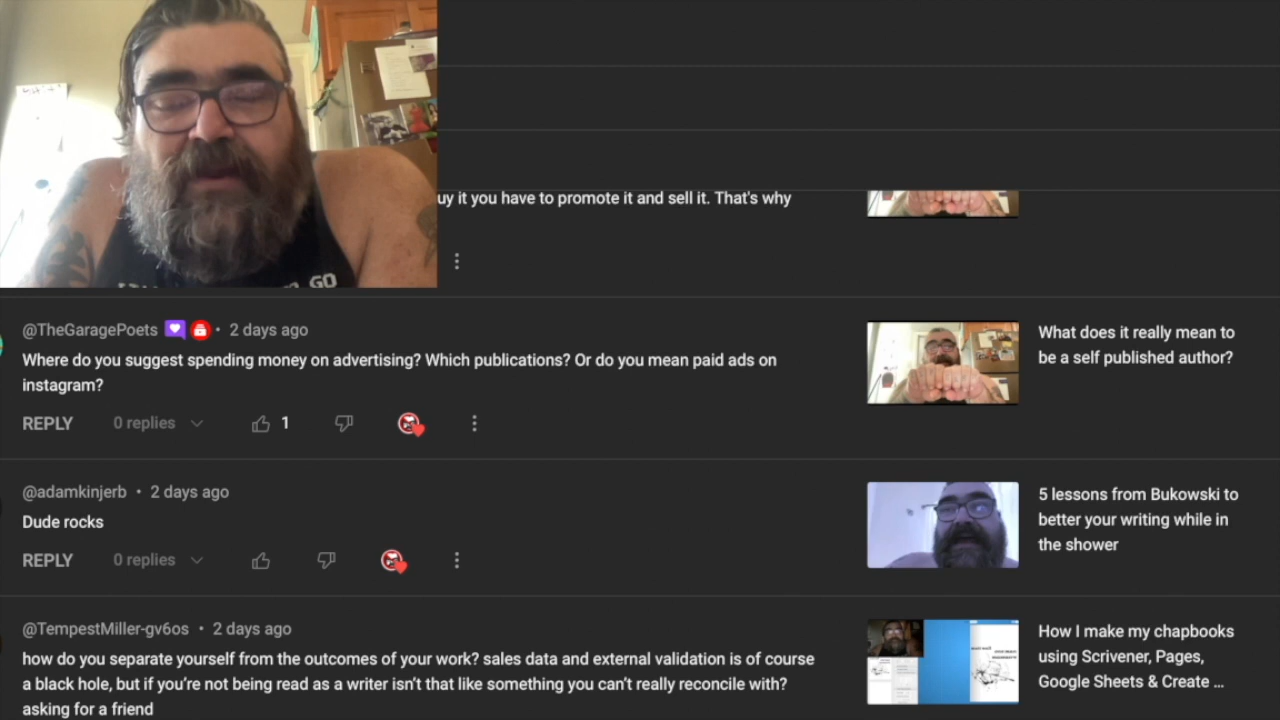 GO
uy it you have to promote it and sell it. That's why
@TheGaragePoets • 2 days ago
Where do you suggest spending money on advertising? Which publications? Or do you mean paid ads on
instagram?
REPLY 0 replies 1
What does it really mean to
be a self published author?
@adamkinjerb • 2 days ago
Dude rocks
REPLY 0 replies
5 lessons from Bukowski to
better your writing while in
the shower
@TempestMiller-gv6os • 2 days ago
how do you separate yourself from the outcomes of your work? sales data and external validation is of course
a black hole, but if you're not being read as a writer isn't that like something you can't really reconcile with?
asking for a friend
How I make my chapbooks
using Scrivener, Pages,
Google Sheets & Create ...